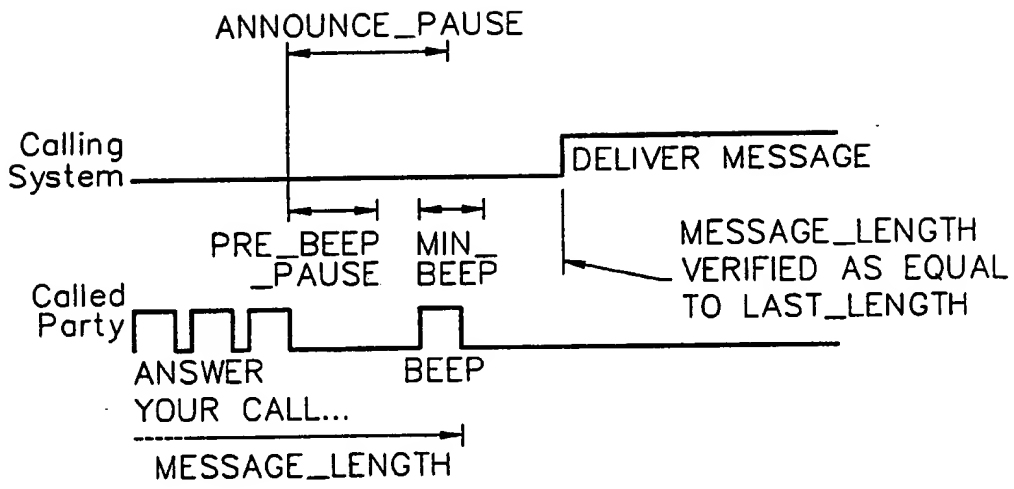 ANNOUNCE_PAUSE
Calling
System
DELIVER MESSAGE
PRE_BEEP
_PAUSE
MIN_
BEEP
MESSAGE_LENGTH
VERIFIED AS EQUAL
TO LAST_LENGTH
Called
Party
ANSWER
YOUR CALL...
BEEP
MESSAGE_LENGTH